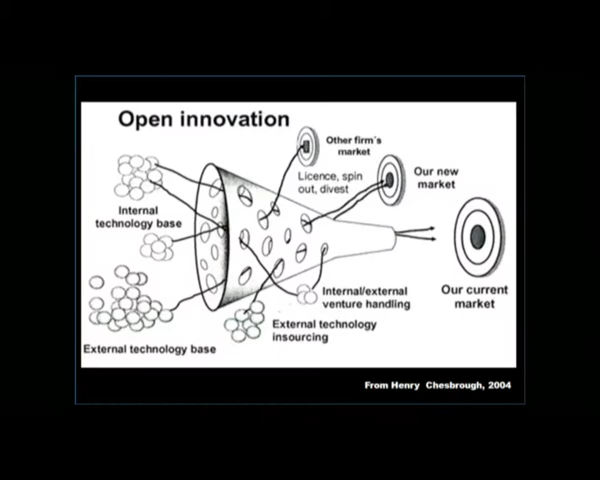 Open innovation
Other firm's
market
Licence, spin
out, divest
Our new
market
Internal
technology base
Internal/external
venture handling
Our current
market
External technology
insourcing
External technology base
From Henry Chesbrough, 2004